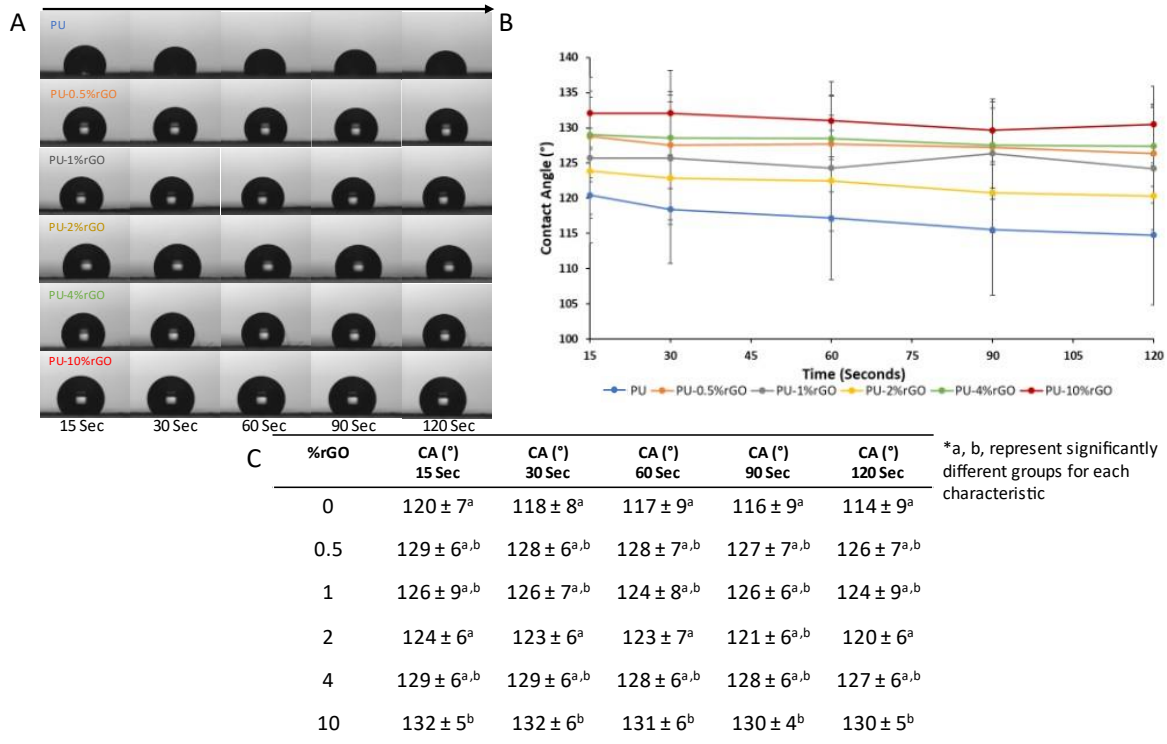 A
PU
PU-0.5%rGO
PU-1%rGO
PU-2%rGO
PU-4%rGO
PU-10%rGO
15 Sec 30 Sec 60 Sec 90 Sec 120 Sec
B
Contact Angle (°)
140
135
130
125
120
115
110
105
100
15 30 45 60 75 90 105 120
Time (Seconds)
PU PU-0.5%rGO PU-1%rGO PU-2%rGO PU-4%rGO PU-10%rGO
C
%rGO CA (°) 15 Sec CA (°) 30 Sec CA (°) 60 Sec CA (°) 90 Sec CA (°) 120 Sec
0 120 ± 7ᵃ 118 ± 8ᵃ 117 ± 9ᵃ 116 ± 9ᵃ 114 ± 9ᵃ
0.5 129 ± 6ᵃ,ᵇ 128 ± 6ᵃ,ᵇ 128 ± 7ᵃ,ᵇ 127 ± 7ᵃ,ᵇ 126 ± 7ᵃ,ᵇ
1 126 ± 9ᵃ,ᵇ 126 ± 7ᵃ,ᵇ 124 ± 8ᵃ,ᵇ 126 ± 6ᵃ,ᵇ 124 ± 9ᵃ,ᵇ
2 124 ± 6ᵃ 123 ± 6ᵃ 123 ± 7ᵃ 121 ± 6ᵃ,ᵇ 120 ± 6ᵃ
4 129 ± 6ᵃ,ᵇ 129 ± 6ᵃ,ᵇ 128 ± 6ᵃ,ᵇ 128 ± 6ᵃ,ᵇ 127 ± 6ᵃ,ᵇ
10 132 ± 5ᵇ 132 ± 6ᵇ 131 ± 6ᵇ 130 ± 4ᵇ 130 ± 5ᵇ
*a, b, represent significantly
different groups for each
characteristic